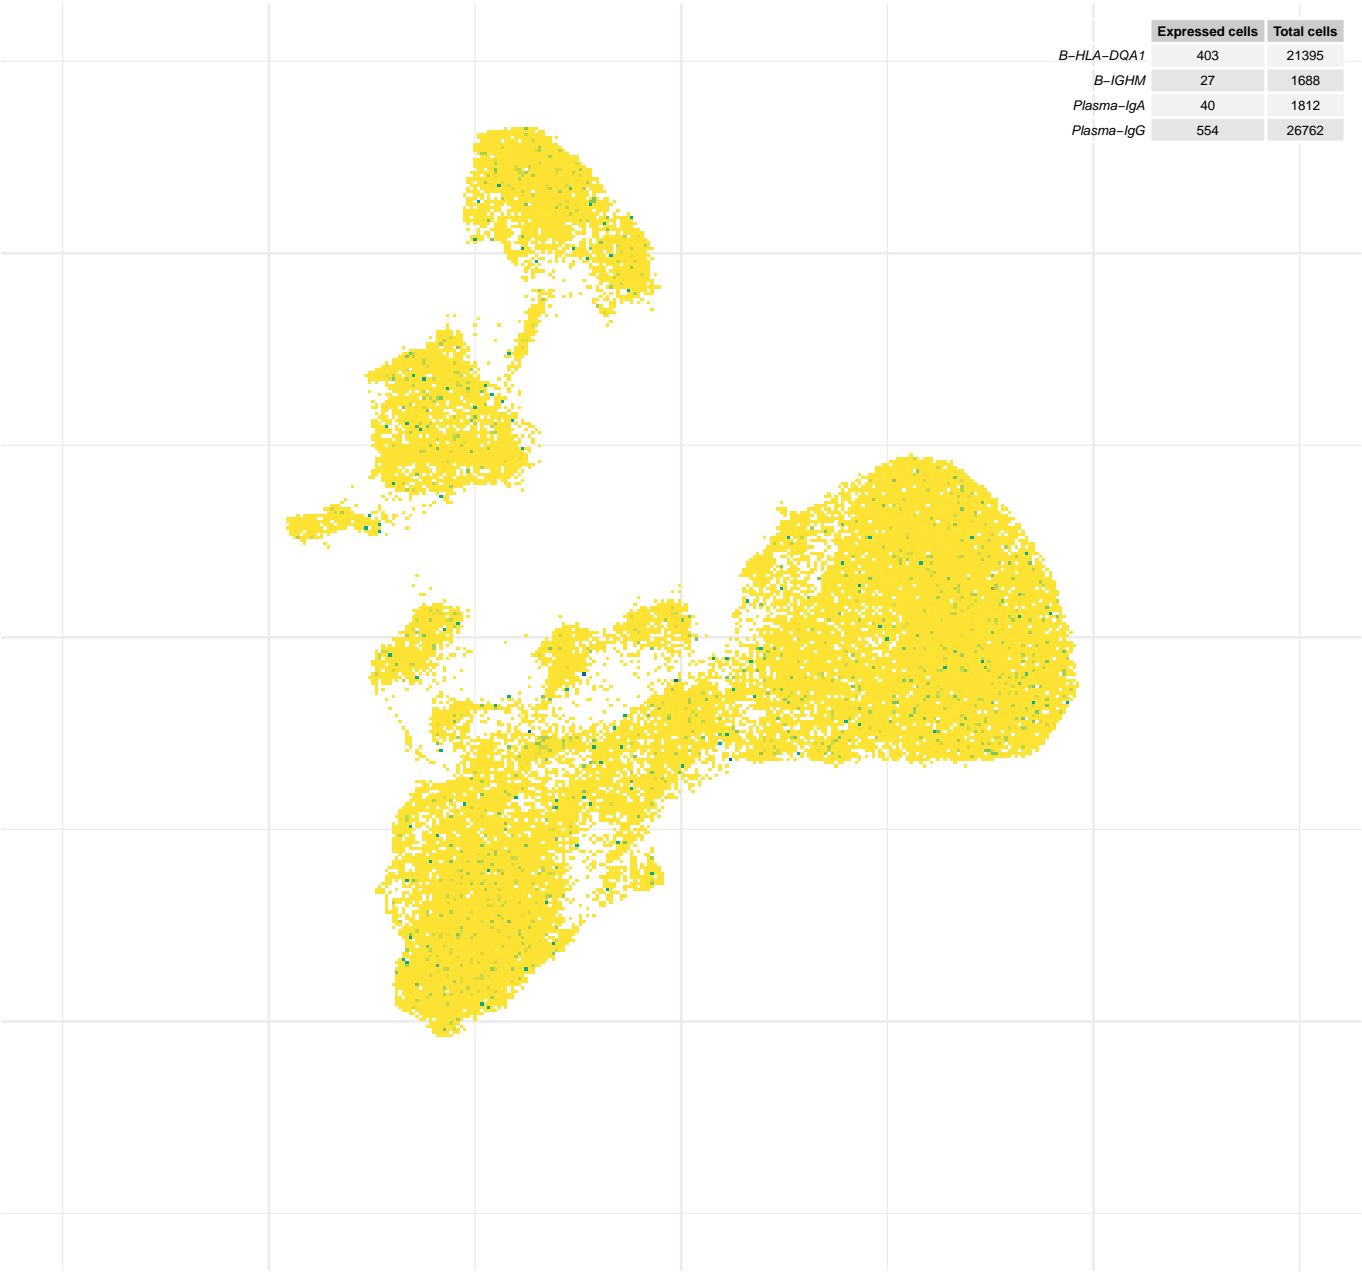 Expressed cells Total cells
B−HLA−DQA1 403 21395
B−IGHM 27 1688
Plasma−IgA 40 1812
Plasma−IgG 554 26762